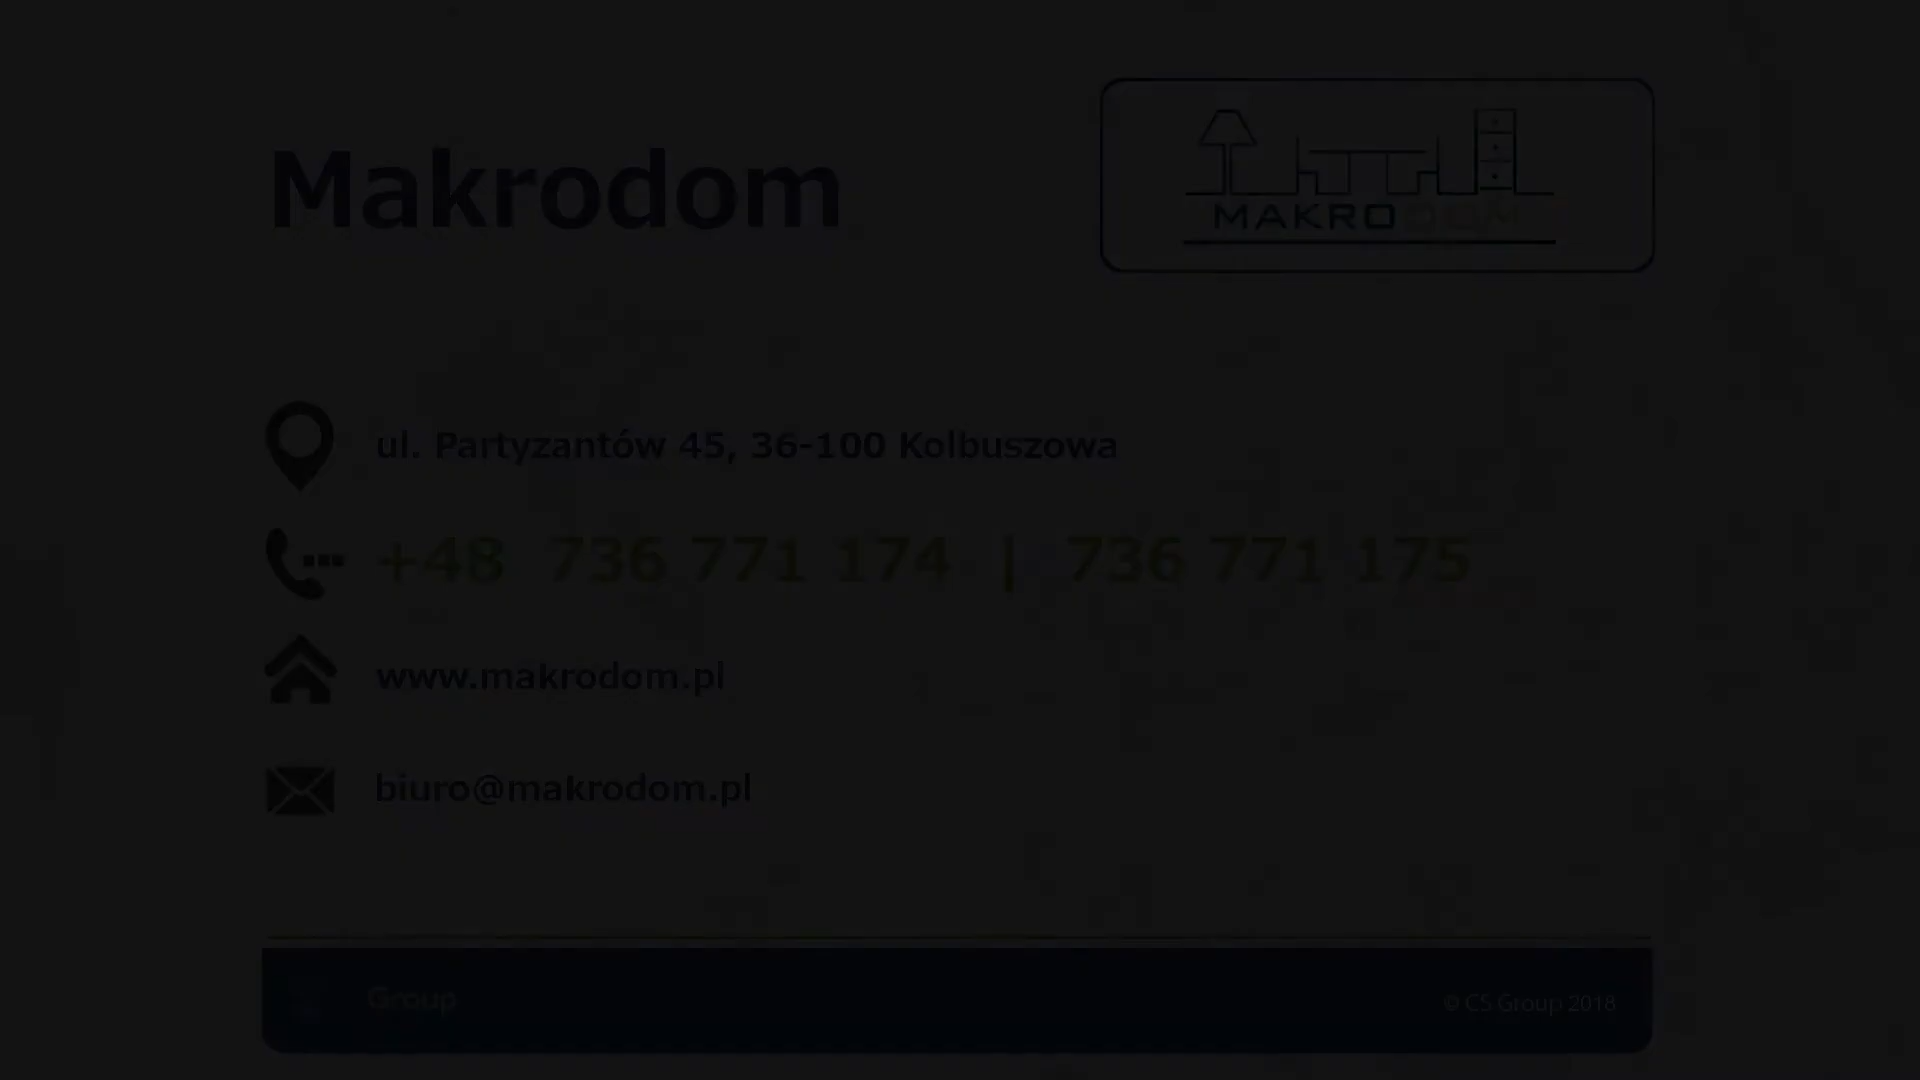 Makrodom
MAKRODOM
ul. Partyzantów 45, 36-100 Kolbuszowa
+48 736 771 174 | 736 771 175
www.makrodom.pl
biuro@makrodom.pl
Group
© CS Group 2018